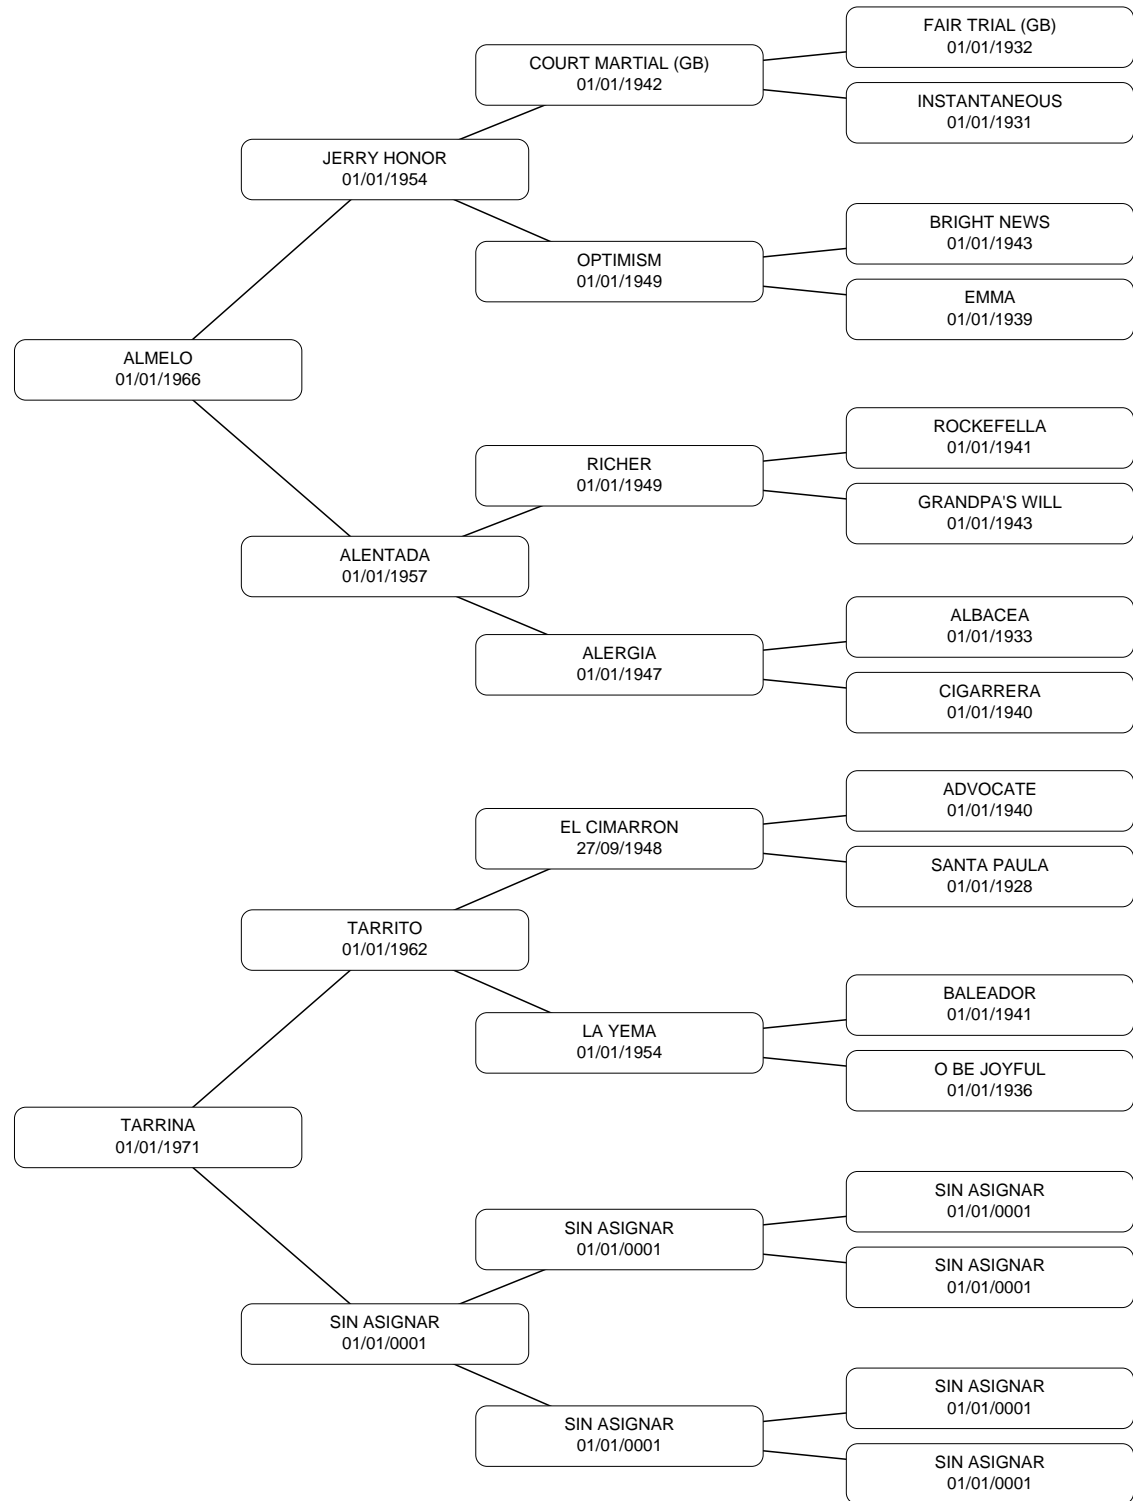 FAIR TRIAL (GB)
01/01/1932
COURT MARTIAL (GB)
01/01/1942
INSTANTANEOUS
01/01/1931
JERRY HONOR
01/01/1954
BRIGHT NEWS
01/01/1943
OPTIMISM
01/01/1949
EMMA
01/01/1939
ALMELO
01/01/1966
ROCKEFELLA
01/01/1941
RICHER
01/01/1949
GRANDPA'S WILL
01/01/1943
ALENTADA
01/01/1957
ALBACEA
01/01/1933
ALERGIA
01/01/1947
CIGARRERA
01/01/1940
ADVOCATE
01/01/1940
EL CIMARRON
27/09/1948
SANTA PAULA
01/01/1928
TARRITO
01/01/1962
BALEADOR
01/01/1941
LA YEMA
01/01/1954
O BE JOYFUL
01/01/1936
TARRINA
01/01/1971
SIN ASIGNAR
01/01/0001
SIN ASIGNAR
01/01/0001
SIN ASIGNAR
01/01/0001
SIN ASIGNAR
01/01/0001
SIN ASIGNAR
01/01/0001
SIN ASIGNAR
01/01/0001
SIN ASIGNAR
01/01/0001